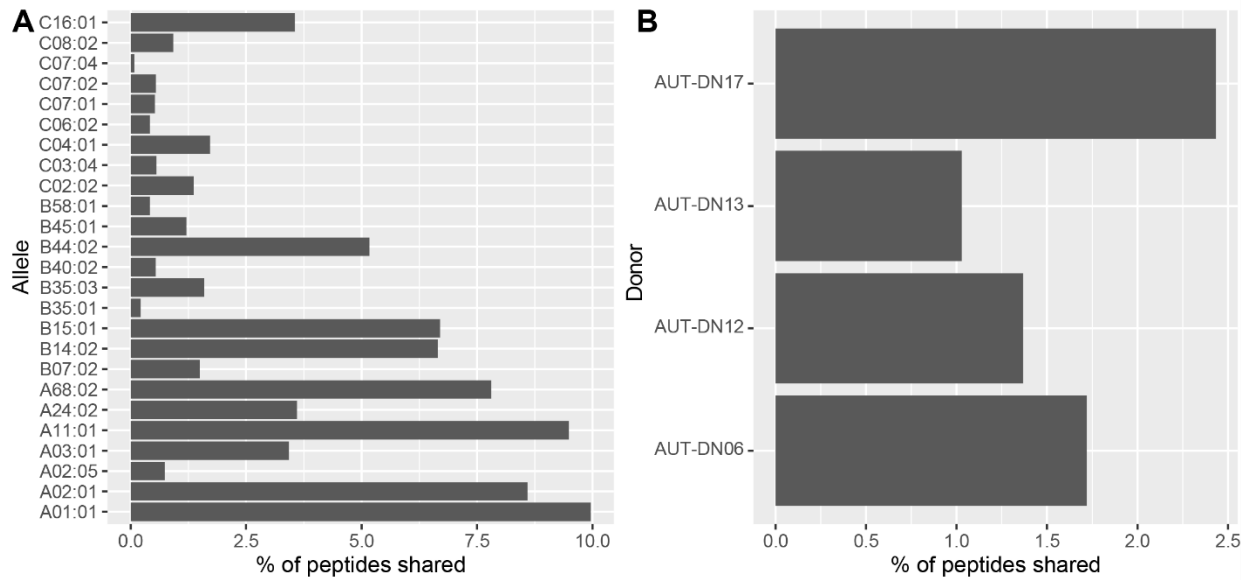 A
C16:01
C08:02
C07:04
C07:02
C07:01
C06:02
C04:01
C03:04
C02:02
B58:01
B45:01
B44:02
B40:02
B35:03
B35:01
B15:01
B14:02
B07:02
A68:02
A24:02
A11:01
A03:01
A02:05
A02:01
A01:01
Allele
0.0 2.5 5.0 7.5 10.0
% of peptides shared
B
AUT-DN17
AUT-DN13
AUT-DN12
AUT-DN06
Donor
0.0 0.5 1.0 1.5 2.0 2.5
% of peptides shared